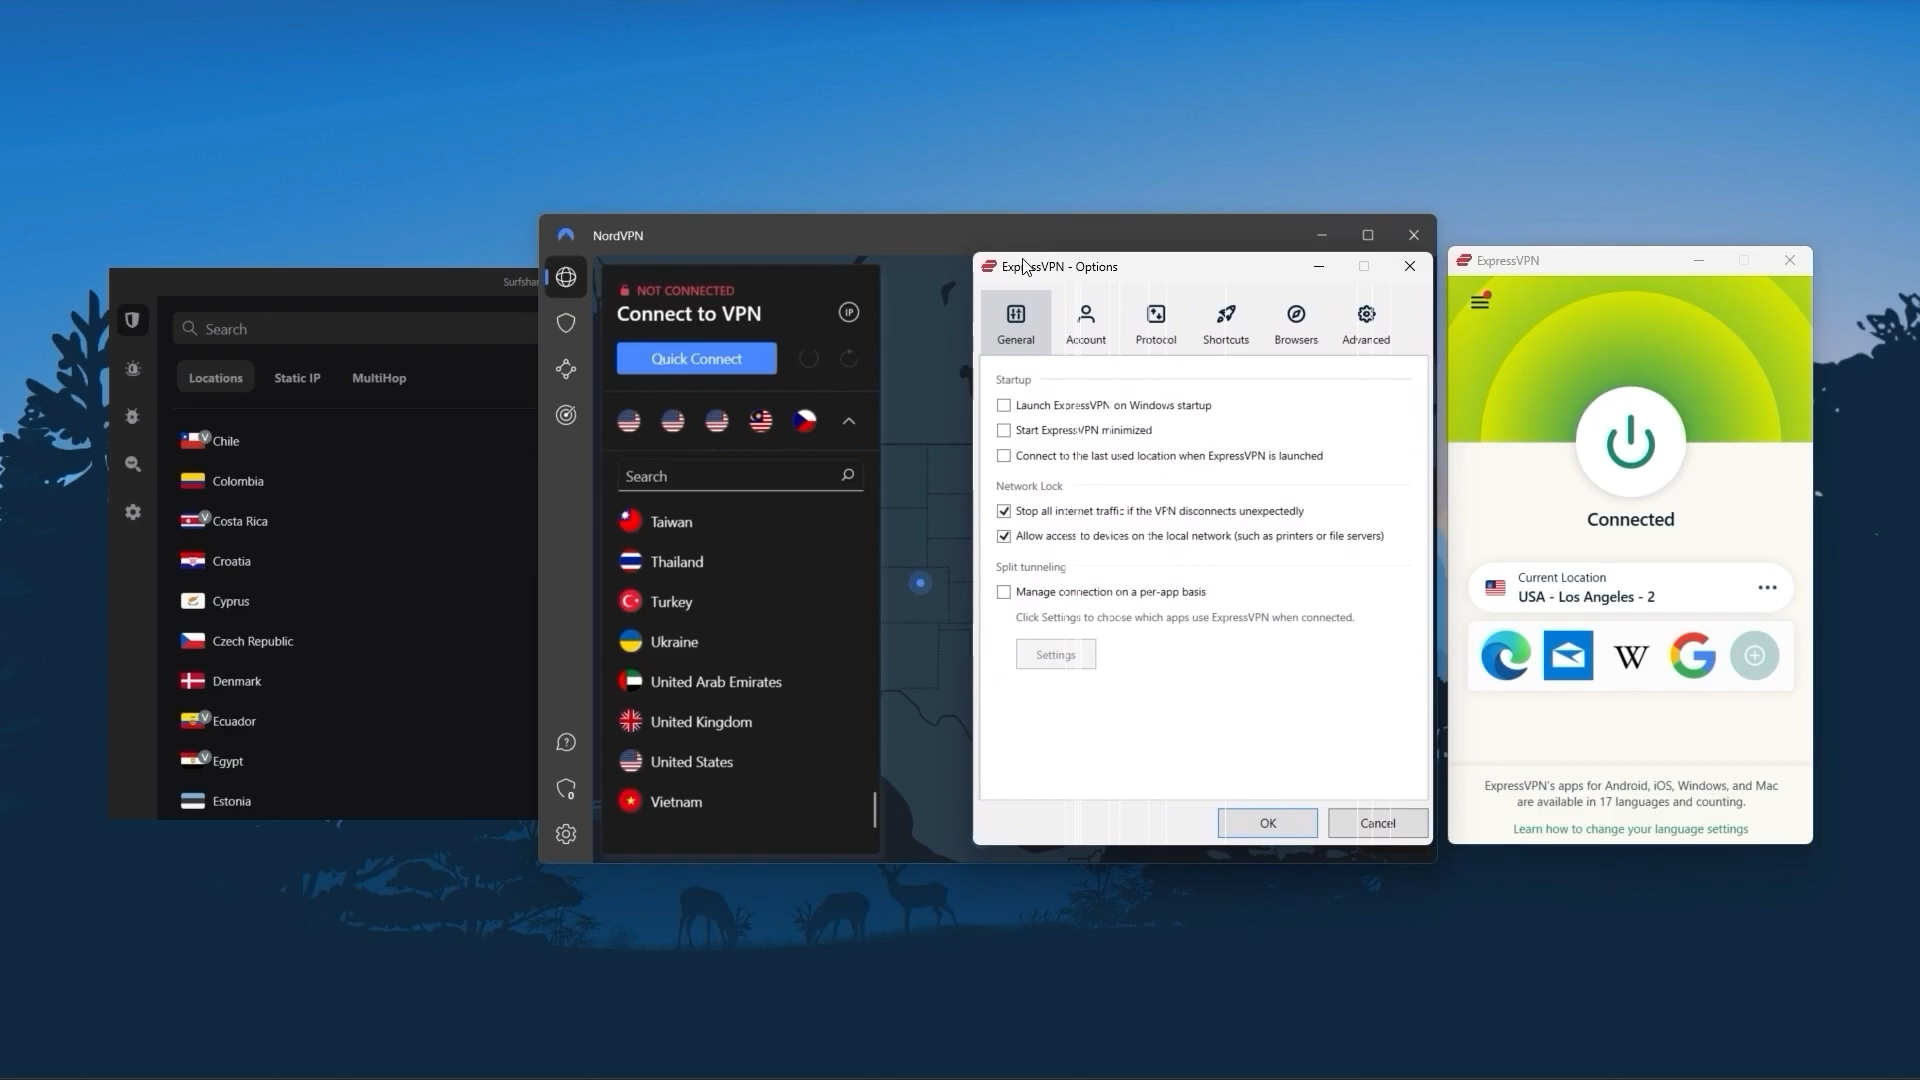 Surfshar
Search
Locations
Static IP
MultiHop
V
Chile
Colombia
V
Costa Rica
Croatia
Cyprus
Czech Republic
Denmark
V
Ecuador
V
Egypt
Estonia
NordVPN
NOT CONNECTED
Connect to VPN
IP
Quick Connect
Search
Taiwan
Thailand
Turkey
Ukraine
United Arab Emirates
United Kingdom
United States
Vietnam
?
0
ExpressVPN - Options
General
Account
Protocol
Shortcuts
Browsers
Advanced
Startup
Launch ExpressVPN on Windows startup
Start ExpressVPN minimized
Connect to the last used location when ExpressVPN is launched
Network Lock
Stop all internet traffic if the VPN disconnects unexpectedly
Allow access to devices on the local network (such as printers or file servers)
Split tunneling
Manage connection on a per-app basis
Click Settings to choose which apps use ExpressVPN when connected.
Settings
OK
Cancel
ExpressVPN
Connected
Current Location
USA - Los Angeles - 2
W
G
ExpressVPN's apps for Android, iOS, Windows, and Mac
are available in 17 languages and counting.
Learn how to change your language settings